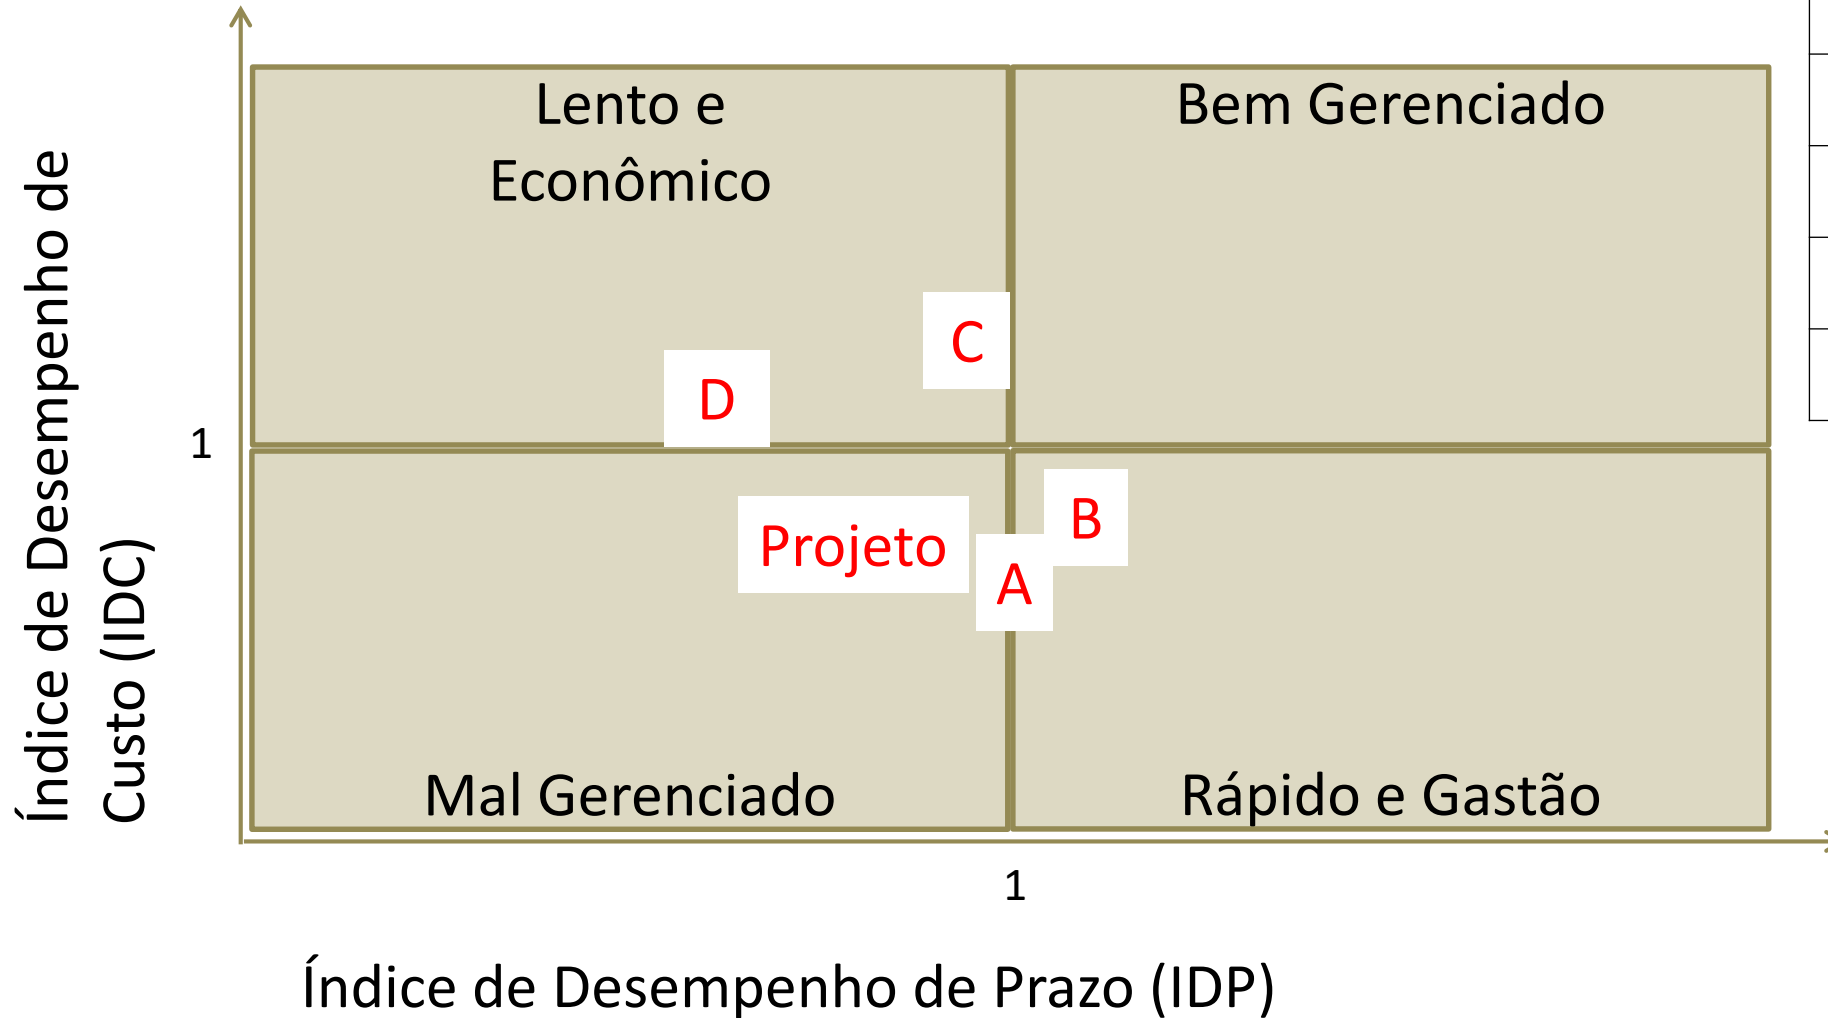 Lento e
Econômico
Bem Gerenciado
C
D
1
Índice de Desempenho de
Custo (IDC)
B
Projeto
A
Mal Gerenciado
Rápido e Gastão
1
Índice de Desempenho de Prazo (IDP)